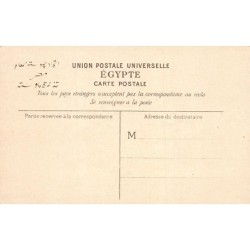 UNION POSTALE UNIVERSELLE
ÉGYPTE
CARTE POSTALE
Tous les pays étrangers n'acceptent pas la correspondance au recto
Se renseigner à la poste
Partie réservée à la correspondance
Adresse du destinataire
M